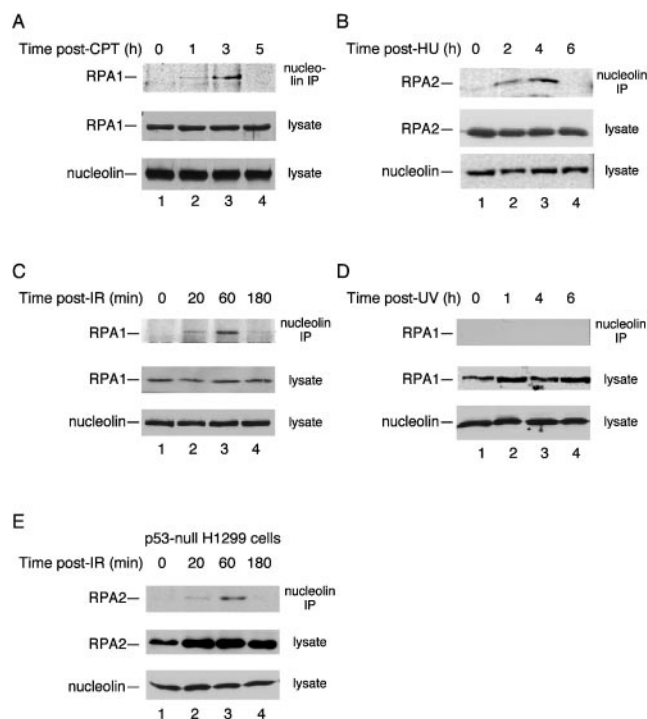 A
Time post-CPT (h) 0 1 3 5
RPA1— nucleo-
lin IP
RPA1— lysate
nucleolin— lysate
1 2 3 4
B
Time post-HU (h) 0 2 4 6
RPA2— nucleolin
IP
RPA2— lysate
nucleolin— lysate
1 2 3 4
C
Time post-IR (min) 0 20 60 180
RPA1— nucleolin
IP
RPA1— lysate
nucleolin— lysate
1 2 3 4
D
Time post-UV (h) 0 1 4 6
RPA1— nucleolin
IP
RPA1— lysate
nucleolin— lysate
1 2 3 4
E
p53-null H1299 cells
Time post-IR (min) 0 20 60 180
RPA2— nucleolin
IP
RPA2— lysate
nucleolin— lysate
1 2 3 4